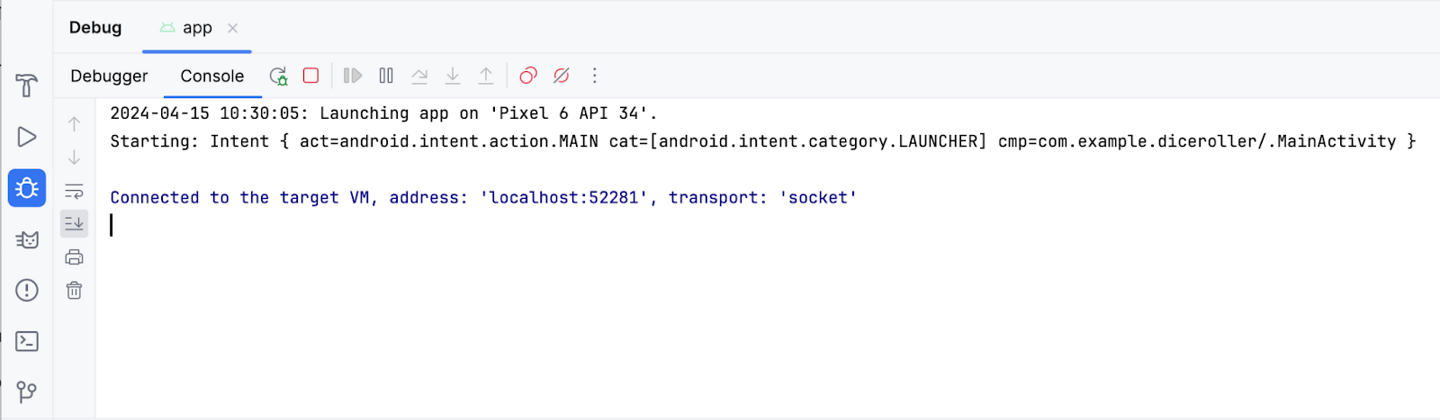 Debug app
Debugger Console
2024-04-15 10:30:05: Launching app on 'Pixel 6 API 34'.
Starting: Intent { act=android.intent.action.MAIN cat=[android.intent.category.LAUNCHER] cmp=com.example.diceroller/.MainActivity }
Connected to the target VM, address: 'localhost:52281', transport: 'socket'